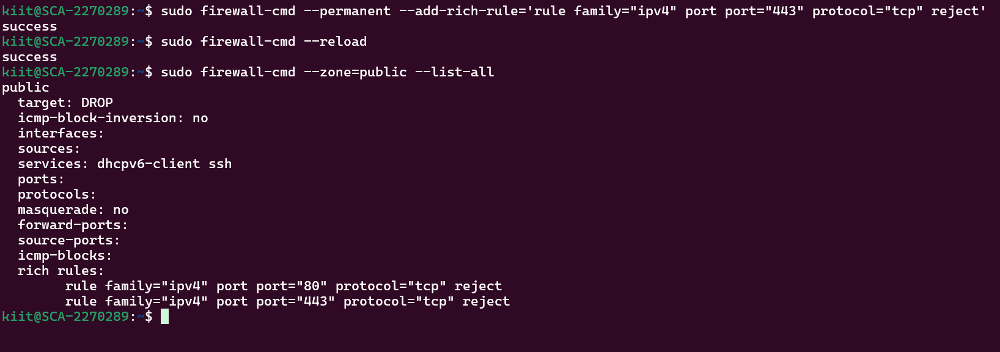 kiit@SCA-2270289:~$ sudo firewall-cmd --permanent --add-rich-rule='rule family="ipv4" port port="443" protocol="tcp" reject'
success
kiit@SCA-2270289:~$ sudo firewall-cmd --reload
success
kiit@SCA-2270289:~$ sudo firewall-cmd --zone=public --list-all
public
  target: DROP
  icmp-block-inversion: no
  interfaces:
  sources:
  services: dhcpv6-client ssh
  ports:
  protocols:
  masquerade: no
  forward-ports:
  source-ports:
  icmp-blocks:
  rich rules:
        rule family="ipv4" port port="80" protocol="tcp" reject
        rule family="ipv4" port port="443" protocol="tcp" reject
kiit@SCA-2270289:~$